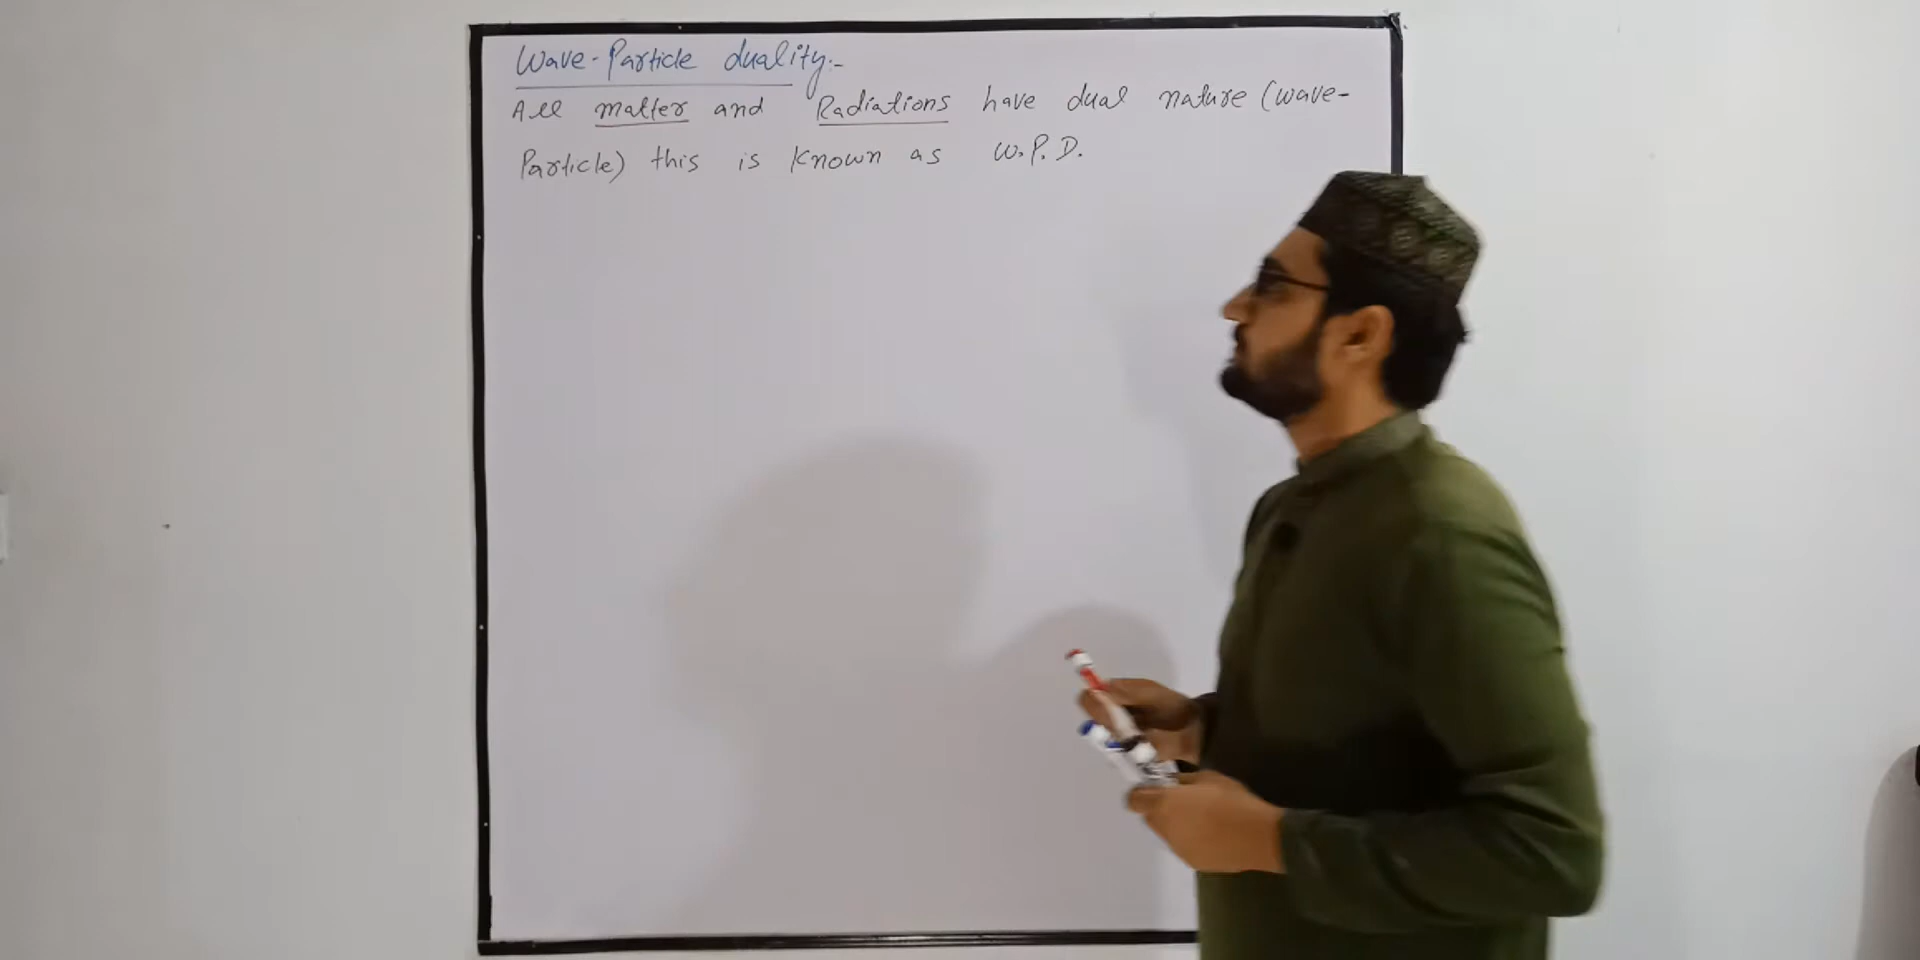 Wave-Particle duality:-
All matter and Radiations have dual nature (wave-
Particle) this is known as W.P.D.